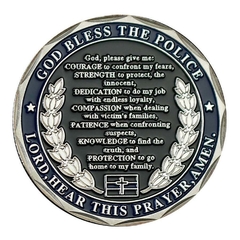 GOD BLESS THE POLICE
God, please give me:
COURAGE to confront my fears,
STRENGTH to protect, the
innocent,
DEDICATION to do my job
with endless loyalty,
COMPASSION when dealing
with victim's families,
PATIENCE when confronting
suspects,
KNOWLEDGE to find the
truth, and
PROTECTION to go
home to my family.
LORD HEAR THIS PRAYER, AMEN